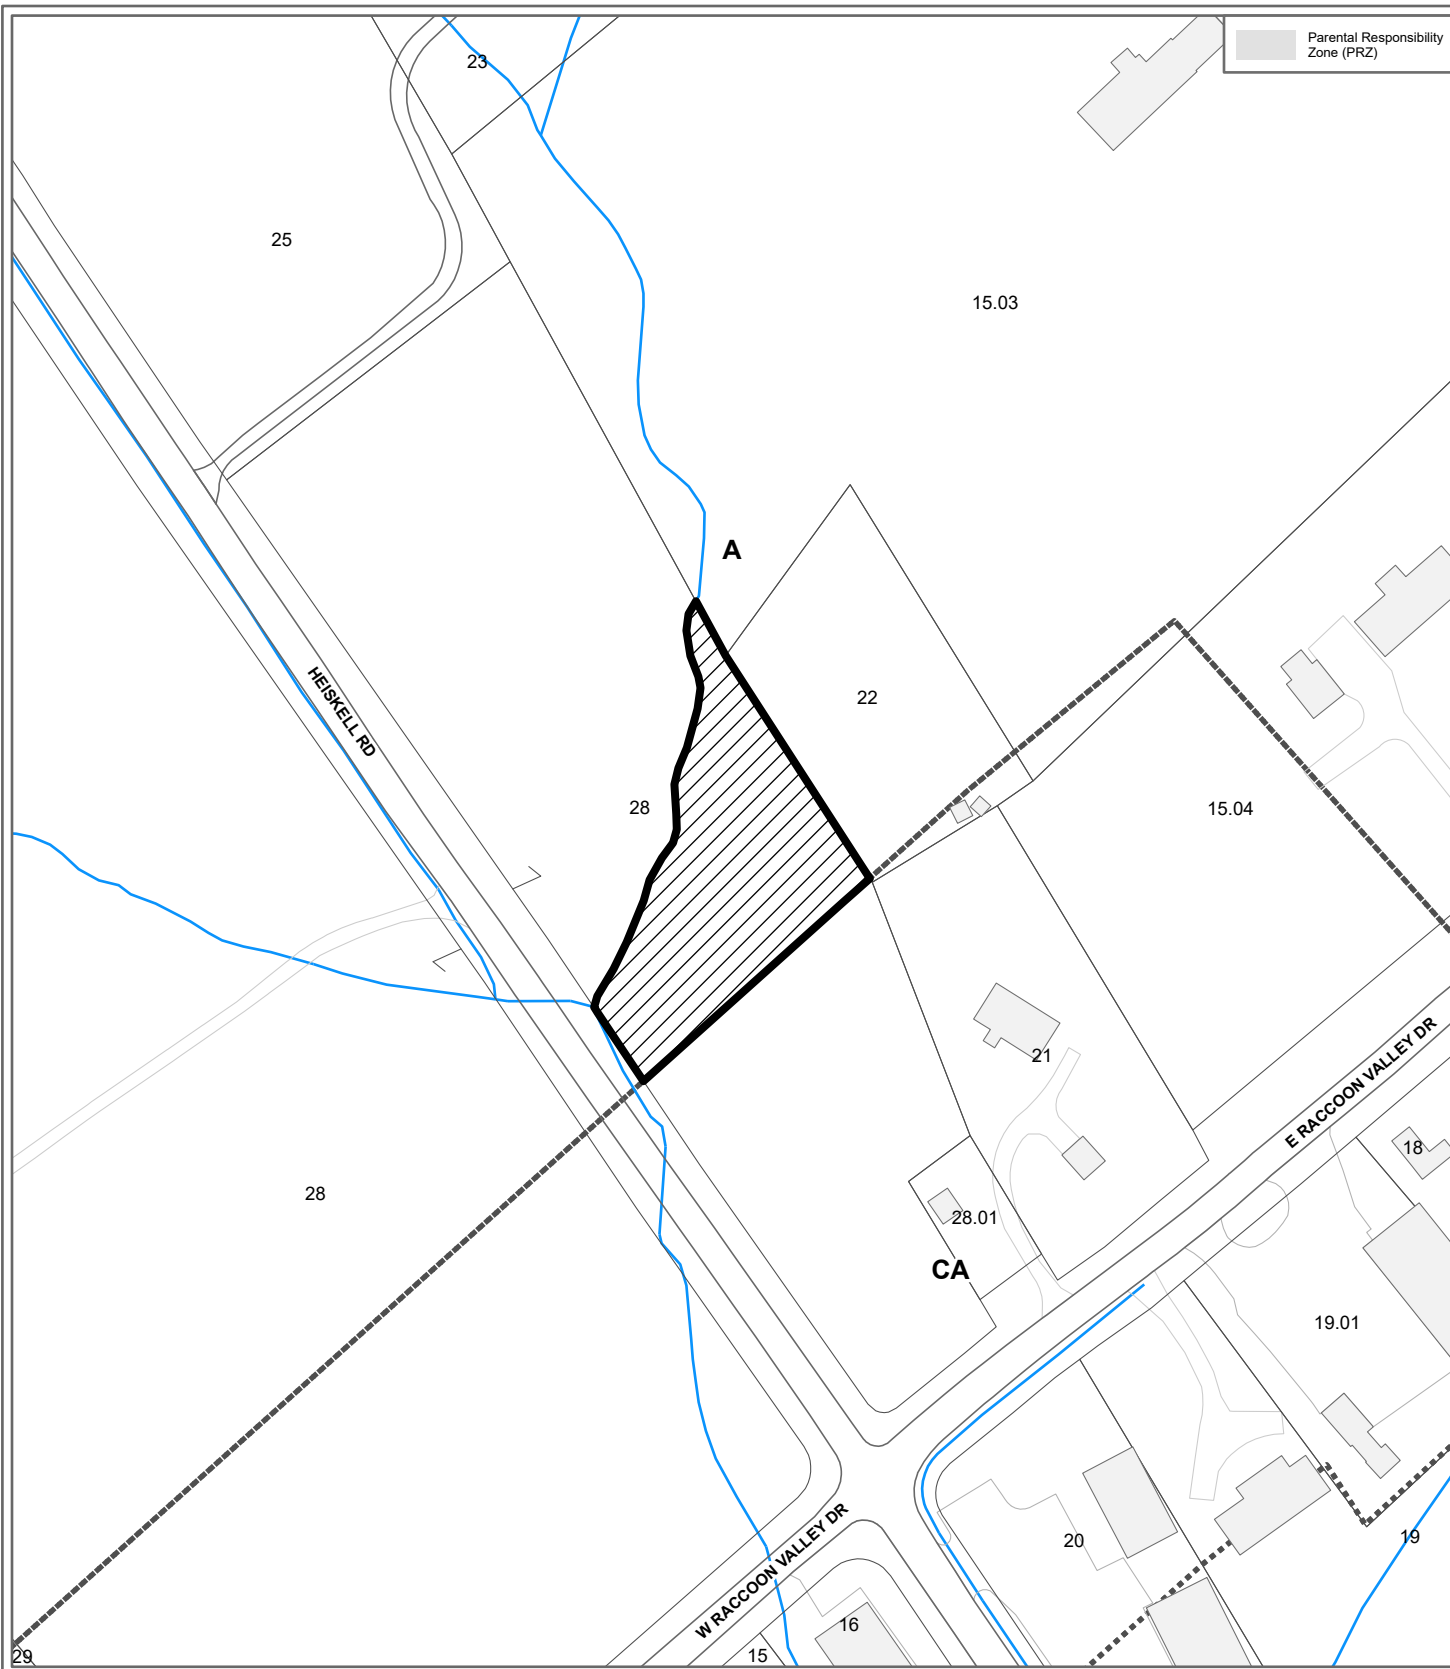 Parental Responsibility
Zone (PRZ)
23
25
15.03
A
HEISKELL RD
22
28
15.04
21
E RACCOON VALLEY DR
18
28
28.01
CA
19.01
W RACCOON VALLEY DR
20
19
16
15
29